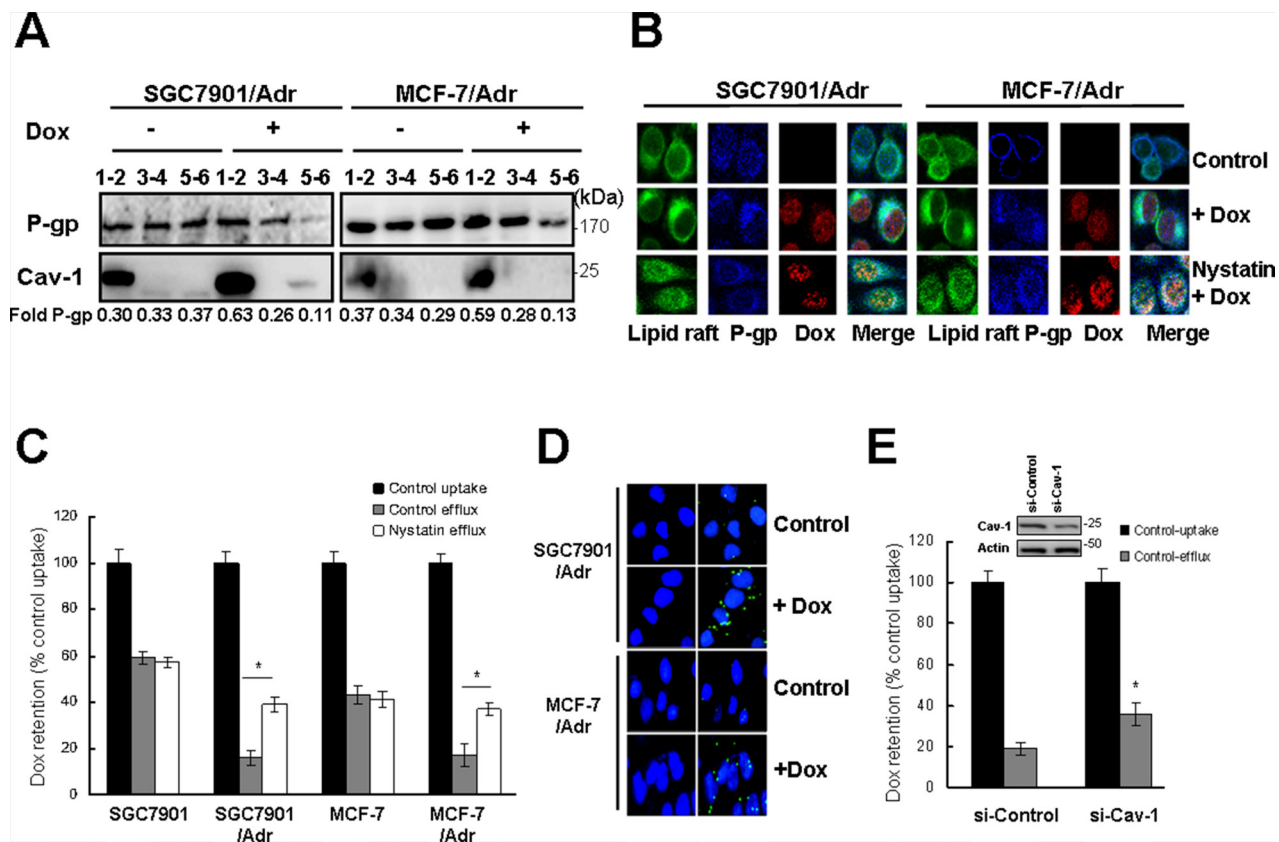 A
SGC7901/Adr MCF-7/Adr
Dox - + - +
1-2 3-4 5-6 1-2 3-4 5-6 1-2 3-4 5-6 1-2 3-4 5-6
(kDa)
P-gp -170
Cav-1 25
Fold P-gp 0.30 0.33 0.37 0.63 0.26 0.11 0.37 0.34 0.29 0.59 0.28 0.13
B
SGC7901/Adr MCF-7/Adr
Control
+ Dox
Nystatin
+ Dox
Lipid raft P-gp Dox Merge Lipid raft P-gp Dox Merge
C
Control uptake
Control efflux
Nystatin efflux
Dox retention (% control uptake)
120
100
80
60
40
20
0
* *
SGC7901 SGC7901 MCF-7 MCF-7
/Adr /Adr
D
SGC7901
/Adr
Control
+ Dox
MCF-7
/Adr
Control
+Dox
E
si-Control
si-Cav-1
Cav-1 -25
Actin -50
Control-uptake
Control-efflux
Dox retention (% control uptake)
120
100
80
60
40
20
0
*
si-Control si-Cav-1